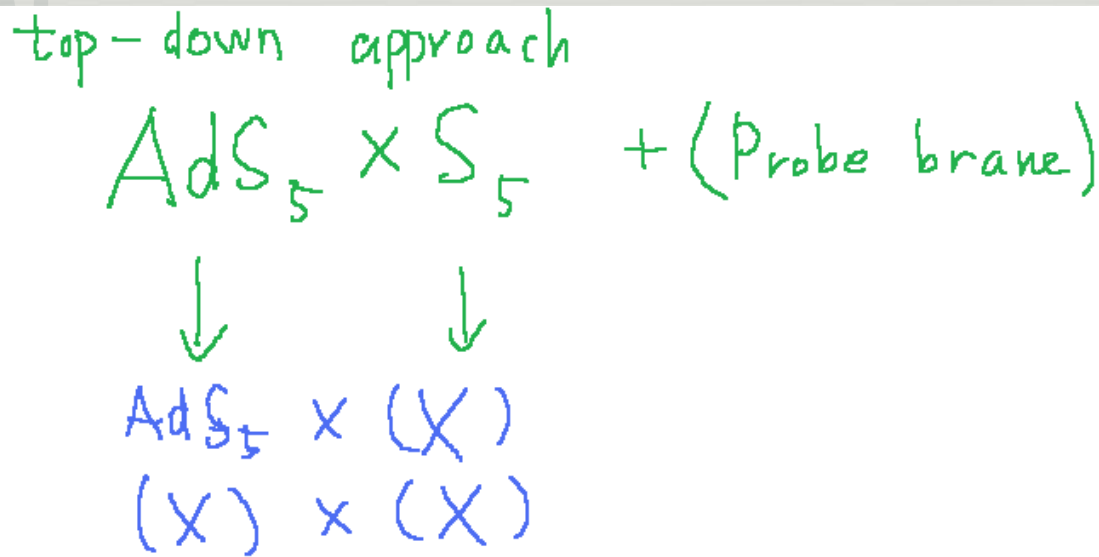 top-down approach
AdS₅ × S₅ + (Probe brane)
↓ ↓
AdS₅ × (X)
(X) × (X)